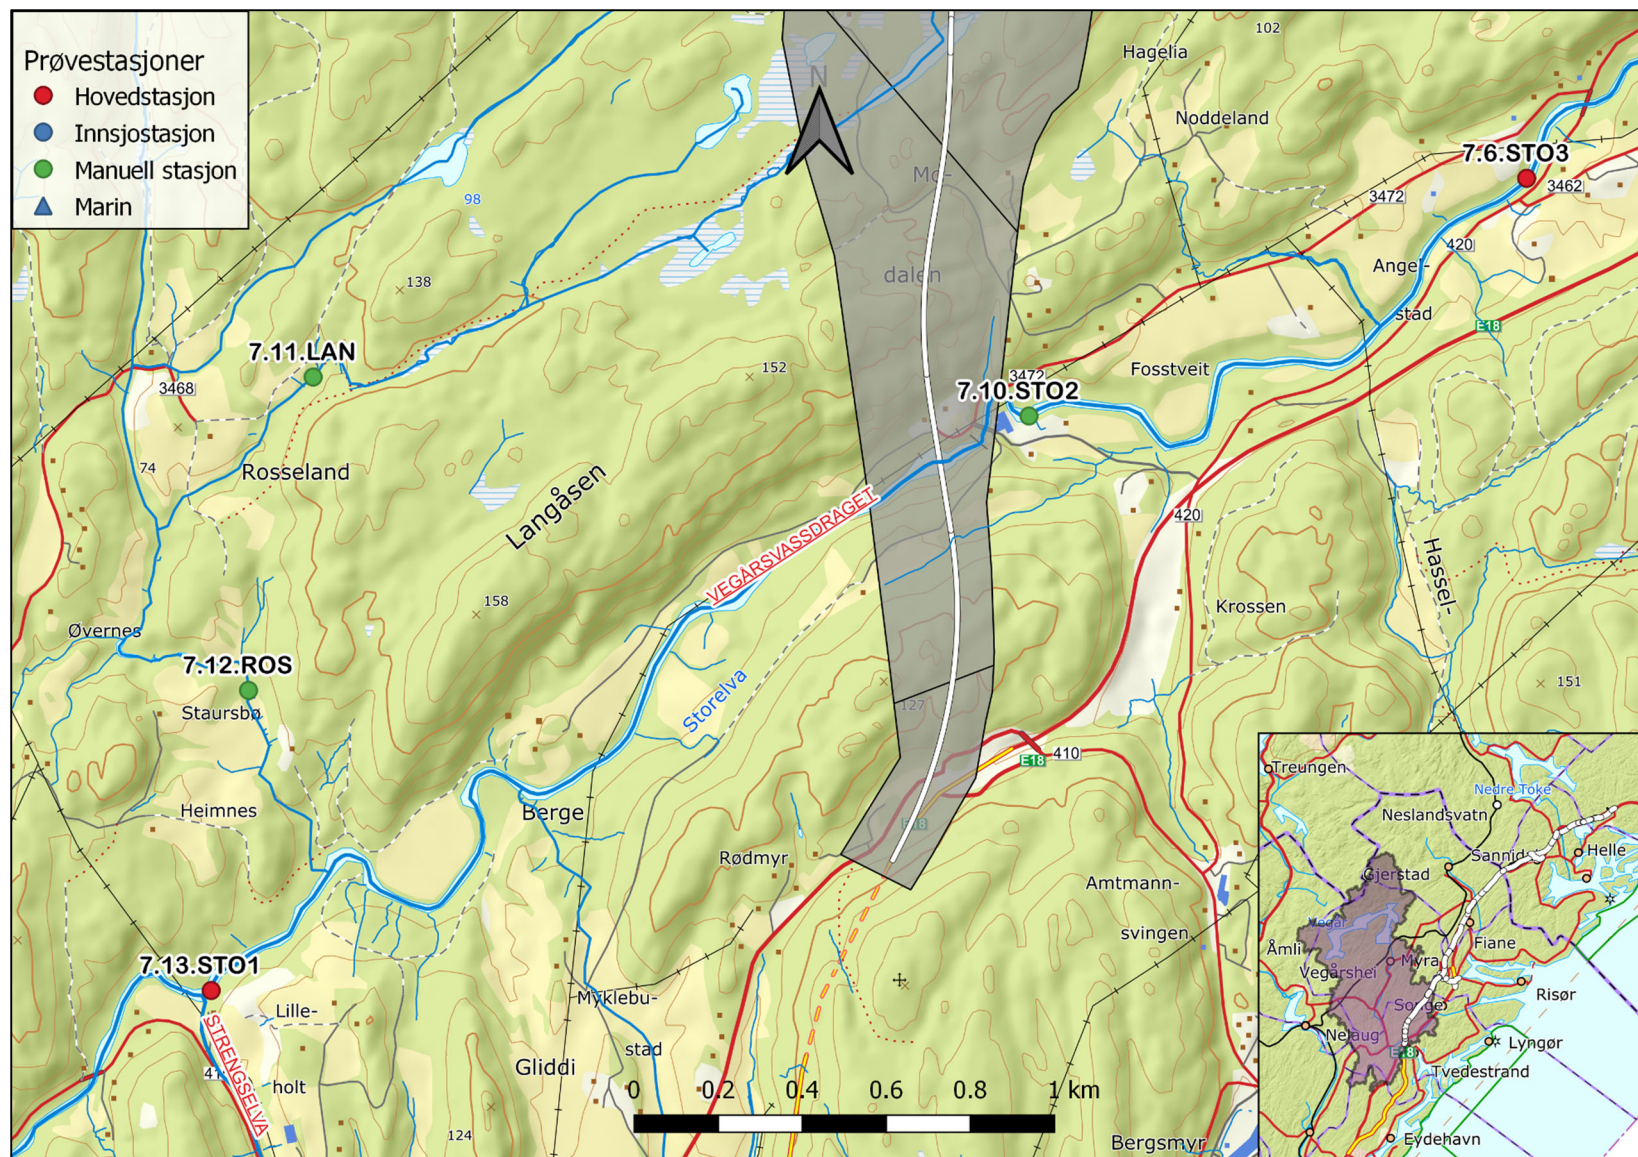 Prøvestasjoner
Hovedstasjon
Innsjostasjon
Manuell stasjon
Marin
N
102
Hagelia
Noddeland
Mo-
dalen
7.6.STO3
3462
3472
420
Angel-
stad
E18
98
138
7.11.LAN
3468
152
3472
7.10.STO2
Fosstveit
74
Rosseland
Langåsen
VEGÅRSVASSDRAGET
420
Hassel-
158
Krossen
Øvernes
7.12.ROS
Staursbø
Storelva
127
151
E18
410
Heimnes
Berge
E18
Rødmyr
Amtmann-
svingen
7.13.STO1
STRENGSELVA
Lille-
holt
41
Myklebu-
stad
Gliddi
124
0 0.2 0.4 0.6 0.8 1 km
Bergsmyr
Treungen
Nedre Toke
Neslandsvatn
Helle
Gjerstad
Fiane
Åmli
Vegårshei
Myra
Risør
Nelaug
Lyngør
Tvedestrand
Eydehavn